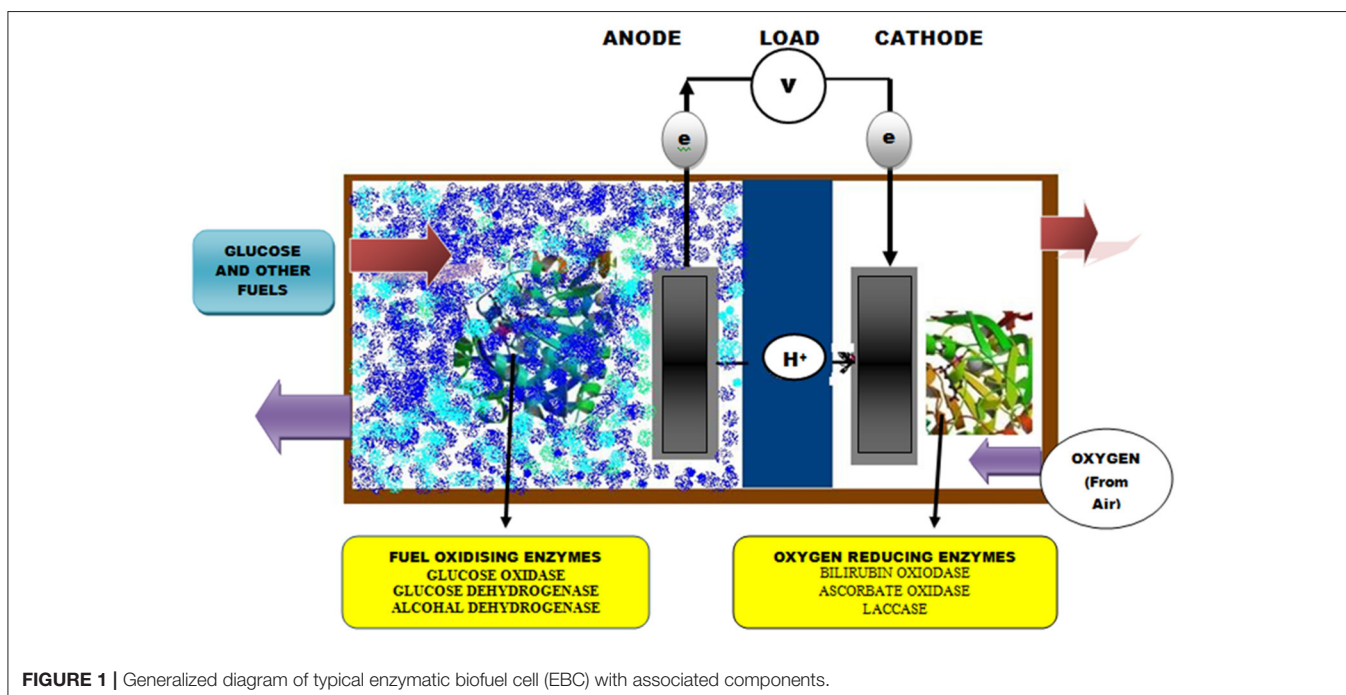 ANODE LOAD CATHODE
V
e e
GLUCOSE
AND OTHER
FUELS
H+
OXYGEN
(From
Air)
FUEL OXIDISING ENZYMES
GLUCOSE OXIDASE
GLUCOSE DEHYDROGENASE
ALCOHAL DEHYDROGENASE
OXYGEN REDUCING ENZYMES
BILIRUBIN OXIODASE
ASCORBATE OXIDASE
LACCASE
FIGURE 1 | Generalized diagram of typical enzymatic biofuel cell (EBC) with associated components.